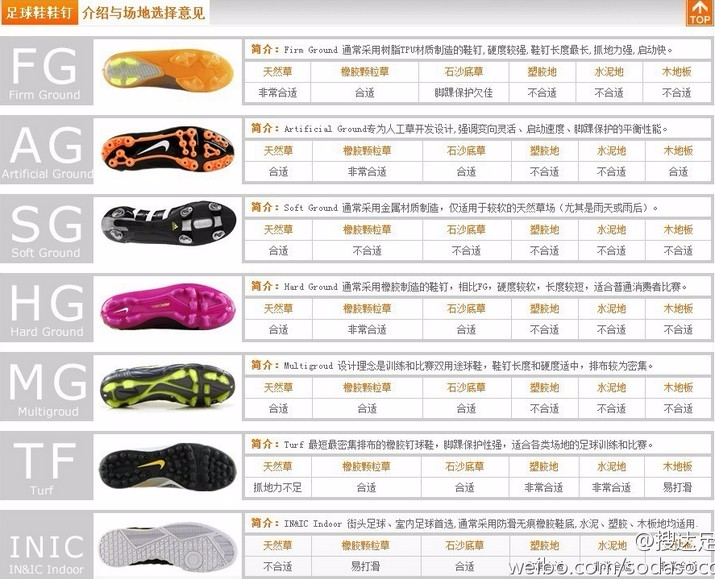 足球鞋鞋钉 介绍与场地选择意见
TOP
FG
Firm Ground
简介：Firm Ground 通常采用树脂TPU材质制造的鞋钉,硬度较强,鞋钉长度最长,抓地力强,启动快。
天然草 橡胶颗粒草 石沙底草 塑胶地 水泥地 木地板
非常合适 合适 脚踝保护欠佳 不合适 不合适 不合适
AG
Artificial Ground
简介：Artificial Ground专为人工草开发设计,强调变向灵活、启动速度、脚踝保护的平衡性能。
天然草 橡胶颗粒草 石沙底草 塑胶地 水泥地 木地板
合适 非常合适 合适 不合适 不合适 合适
SG
Soft Ground
简介：Soft Ground 通常采用金属材质制造，仅适用于较软的天然草场（尤其是雨天或雨后）。
天然草 橡胶颗粒草 石沙底草 塑胶地 水泥地 木地板
合适 不合适 不合适 不合适 不合适 不合适
HG
Hard Ground
简介：Hard Ground 通常采用橡胶制造的鞋钉，相比FG，硬度较软，长度较短，适合普通消费者比赛。
天然草 橡胶颗粒草 石沙底草 塑胶地 水泥地 木地板
合适 非常合适 合适 不合适 不合适 不合适
MG
Multigroud
简介：Multigroud 设计理念是训练和比赛双用途球鞋，鞋钉长度和硬度适中，排布较为密集。
天然草 橡胶颗粒草 石沙底草 塑胶地 水泥地 木地板
合适 合适 合适 不合适 不合适 不合适
TF
Turf
简介：Turf 最短最密集排布的橡胶钉球鞋，脚踝保护性强，适合各类场地的足球训练和比赛。
天然草 橡胶颗粒草 石沙底草 塑胶地 水泥地 木地板
抓地力不足 合适 合适 非常合适 非常合适 易打滑
INIC
IN&IC Indoor
简介：IN&IC Indoor 街头足球、室内足球首选,通常采用防滑无痕橡胶鞋底,水泥、塑胶、木板地均适用.
天然草 橡胶颗粒草 石沙底草 塑胶地 水泥地
不合适 易打滑
@搜达足
weibo.com/sodasocc